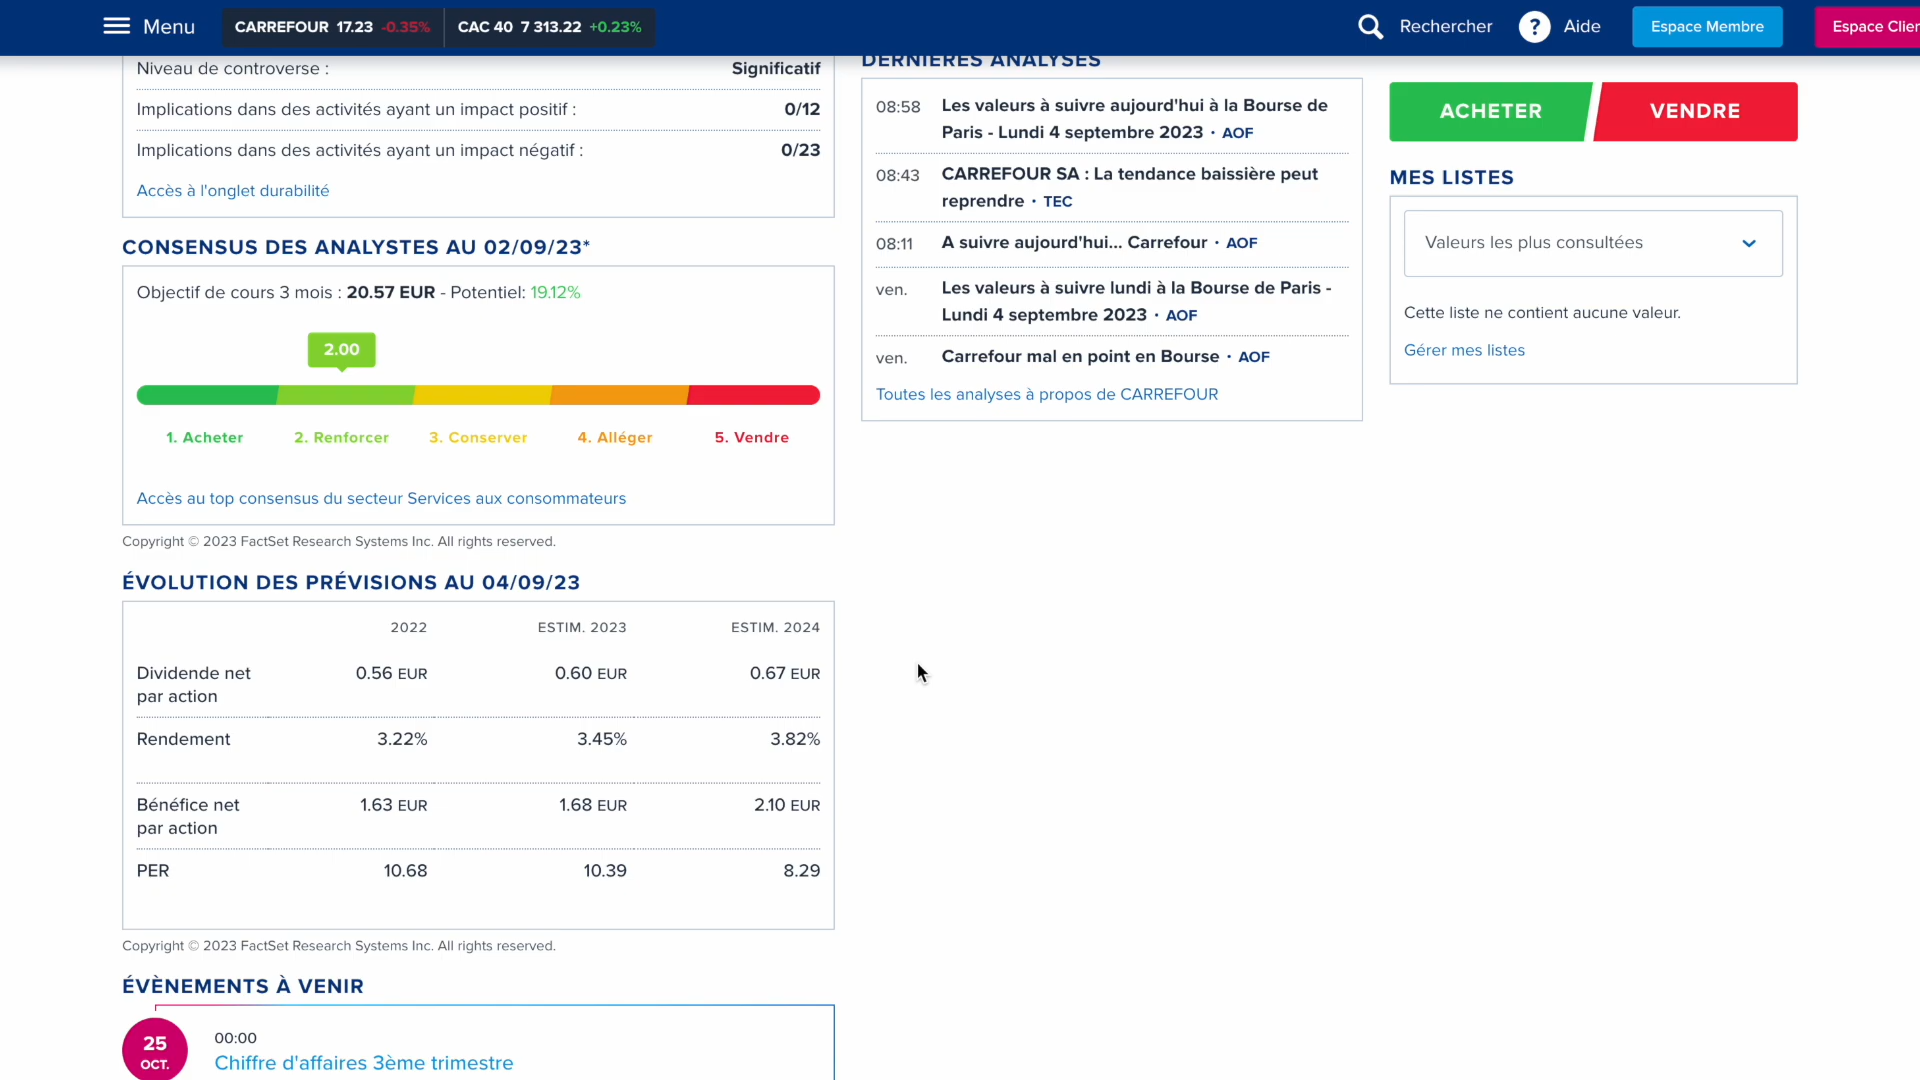 Menu
CARREFOUR 17.23 -0.35%
CAC 40 7 313.22 +0.23%
Rechercher
? Aide
Espace Membre
Espace Clier
Niveau de controverse : Significatif
Implications dans des activités ayant un impact positif : 0/12
Implications dans des activités ayant un impact négatif : 0/23
Accès à l'onglet durabilité
CONSENSUS DES ANALYSTES AU 02/09/23*
Objectif de cours 3 mois : 20.57 EUR - Potentiel: 19.12%
2.00
1. Acheter 2. Renforcer 3. Conserver 4. Alléger 5. Vendre
Accès au top consensus du secteur Services aux consommateurs
Copyright © 2023 FactSet Research Systems Inc. All rights reserved.
ÉVOLUTION DES PRÉVISIONS AU 04/09/23
2022 ESTIM. 2023 ESTIM. 2024
Dividende net
par action
0.56 EUR 0.60 EUR 0.67 EUR
Rendement 3.22% 3.45% 3.82%
Bénéfice net
par action
1.63 EUR 1.68 EUR 2.10 EUR
PER 10.68 10.39 8.29
Copyright © 2023 FactSet Research Systems Inc. All rights reserved.
ÉVÈNEMENTS À VENIR
25
OCT.
00:00
Chiffre d'affaires 3ème trimestre
DERNIÈRES ANALYSES
08:58 Les valeurs à suivre aujourd'hui à la Bourse de
Paris - Lundi 4 septembre 2023 · AOF
08:43 CARREFOUR SA : La tendance baissière peut
reprendre · TEC
08:11 A suivre aujourd'hui... Carrefour · AOF
ven. Les valeurs à suivre lundi à la Bourse de Paris -
Lundi 4 septembre 2023 · AOF
ven. Carrefour mal en point en Bourse · AOF
Toutes les analyses à propos de CARREFOUR
ACHETER
VENDRE
MES LISTES
Valeurs les plus consultées
Cette liste ne contient aucune valeur.
Gérer mes listes